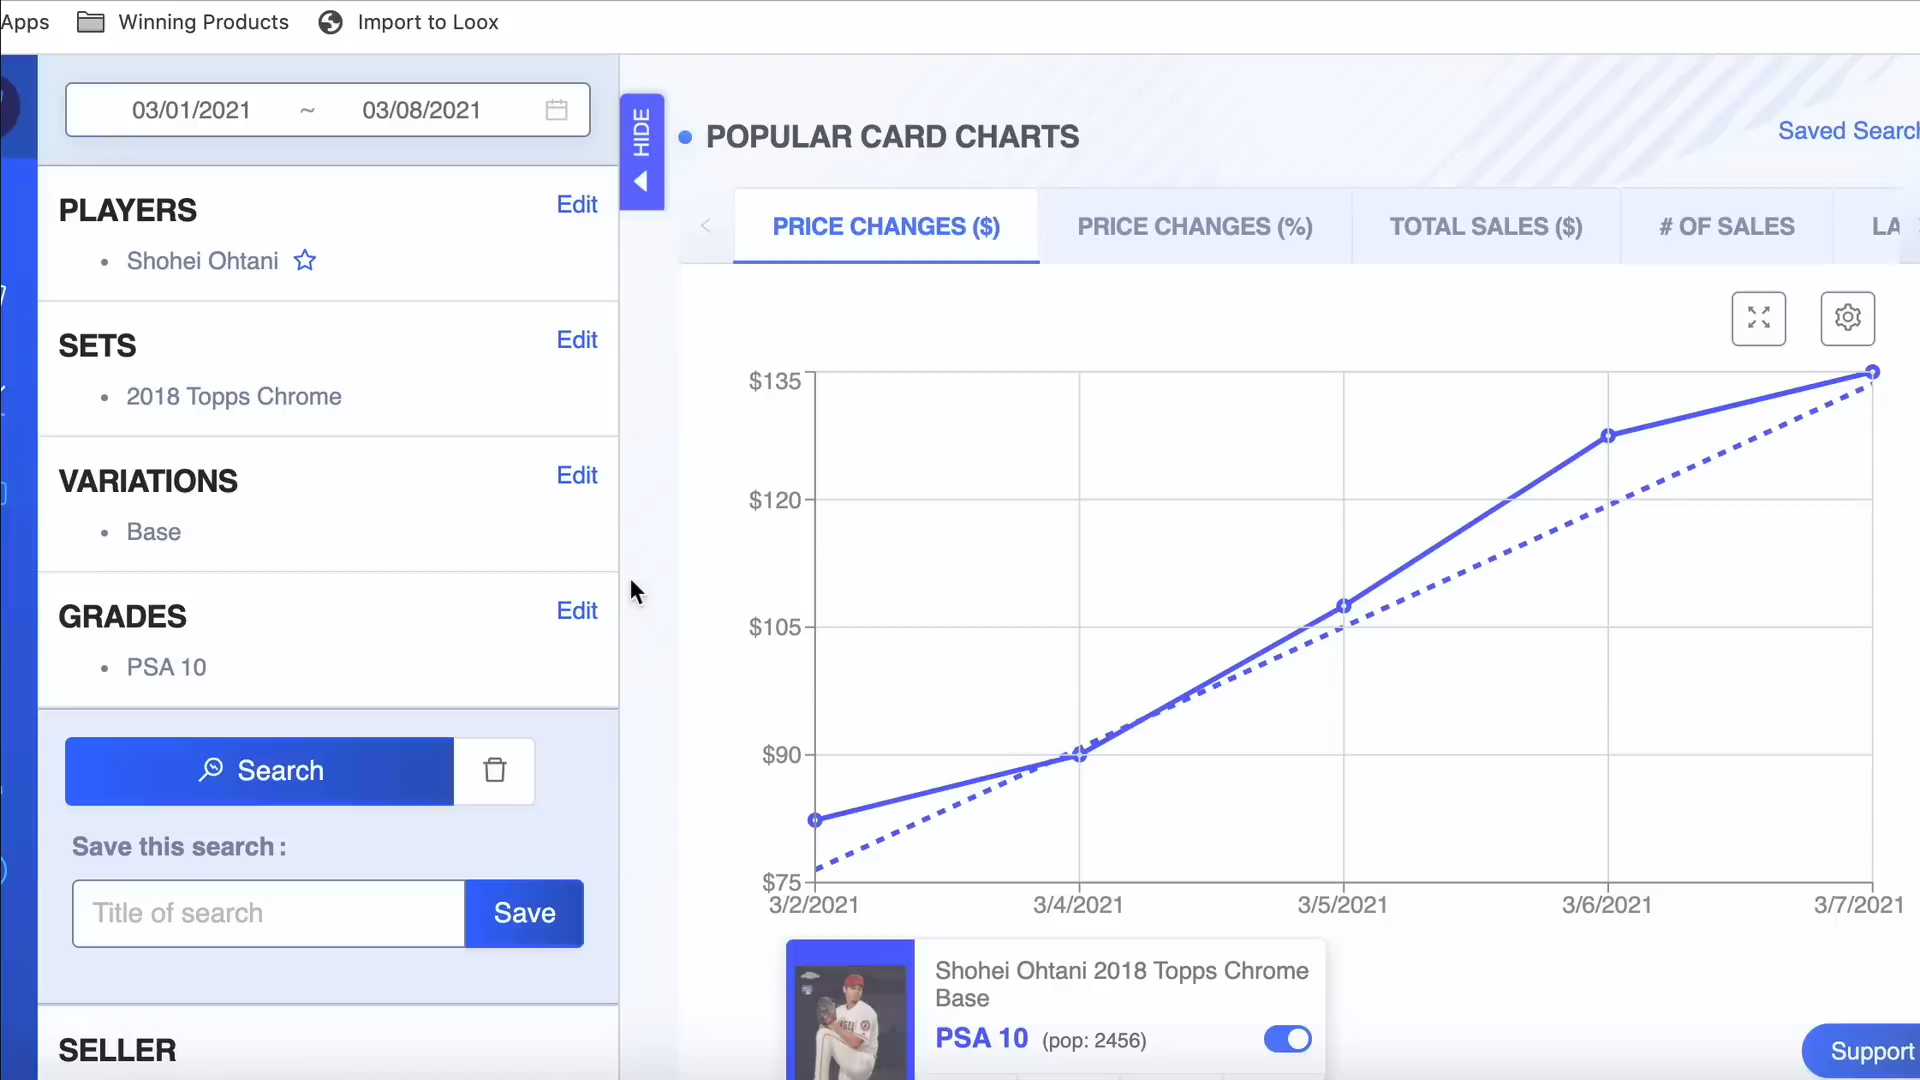 Apps Winning Products Import to Loox
03/01/2021 ~ 03/08/2021
PLAYERS Edit
Shohei Ohtani
SETS Edit
2018 Topps Chrome
VARIATIONS Edit
Base
GRADES Edit
PSA 10
Search
Save this search :
Title of search Save
SELLER
HIDE
POPULAR CARD CHARTS
Saved Search
PRICE CHANGES ($) PRICE CHANGES (%) TOTAL SALES ($) # OF SALES LA
$135
$120
$105
$90
$75
3/2/2021 3/4/2021 3/5/2021 3/6/2021 3/7/2021
Shohei Ohtani 2018 Topps Chrome
Base
PSA 10 (pop: 2456)
Support